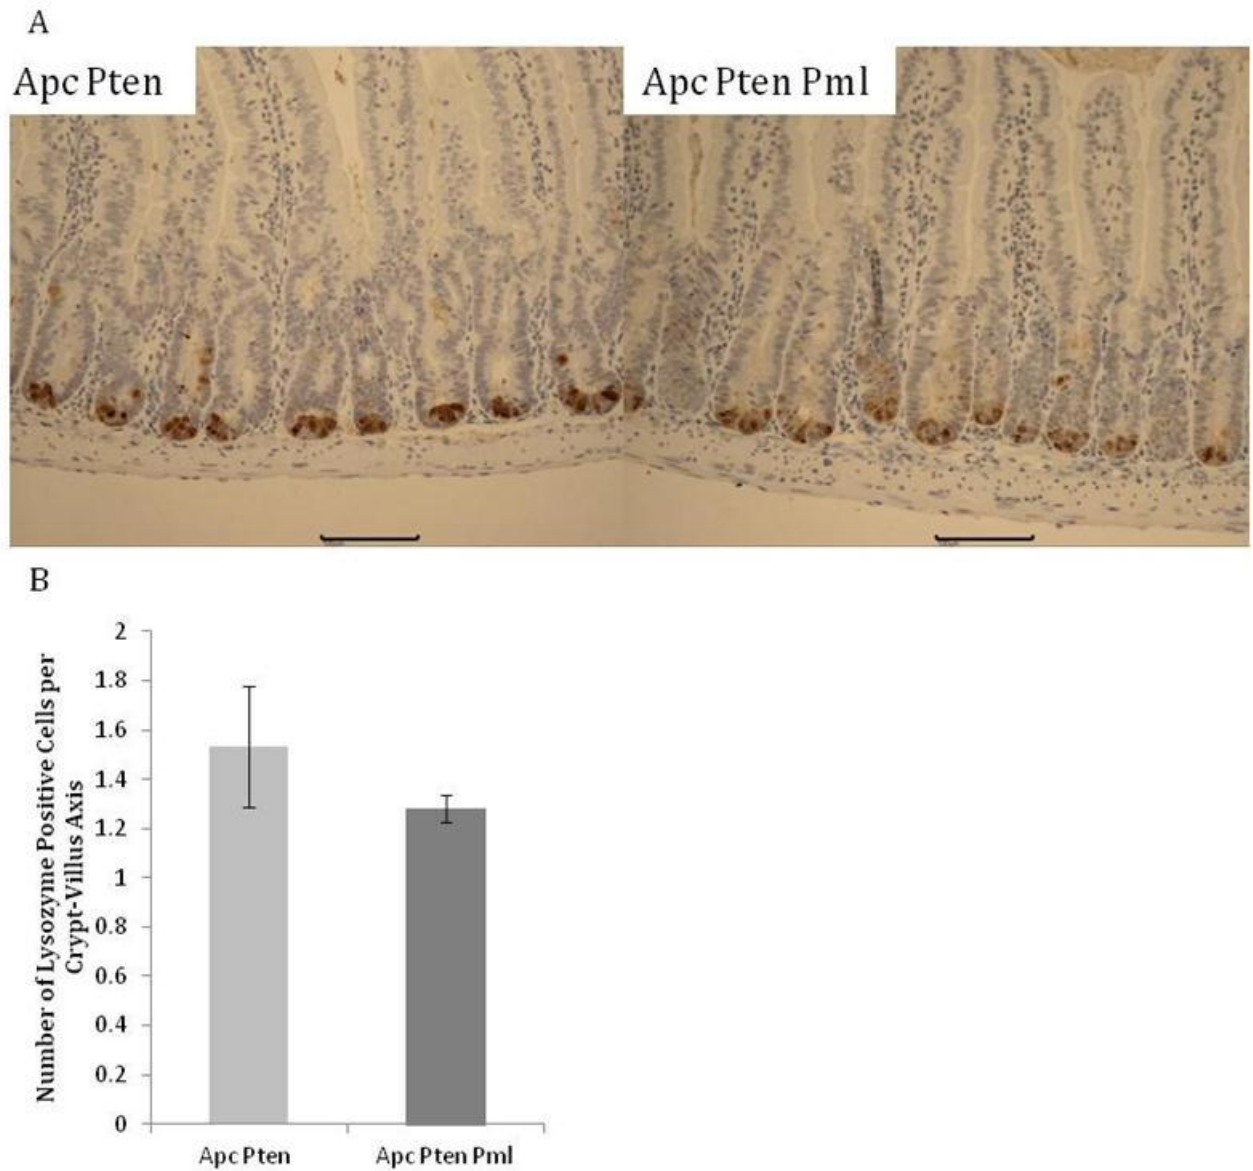 A
Apc Pten
Apc Pten Pml
B
Number of Lysozyme Positive Cells per
Crypt-Villus Axis
2
1.8
1.6
1.4
1.2
1
0.8
0.6
0.4
0.2
0
Apc Pten
Apc Pten Pml